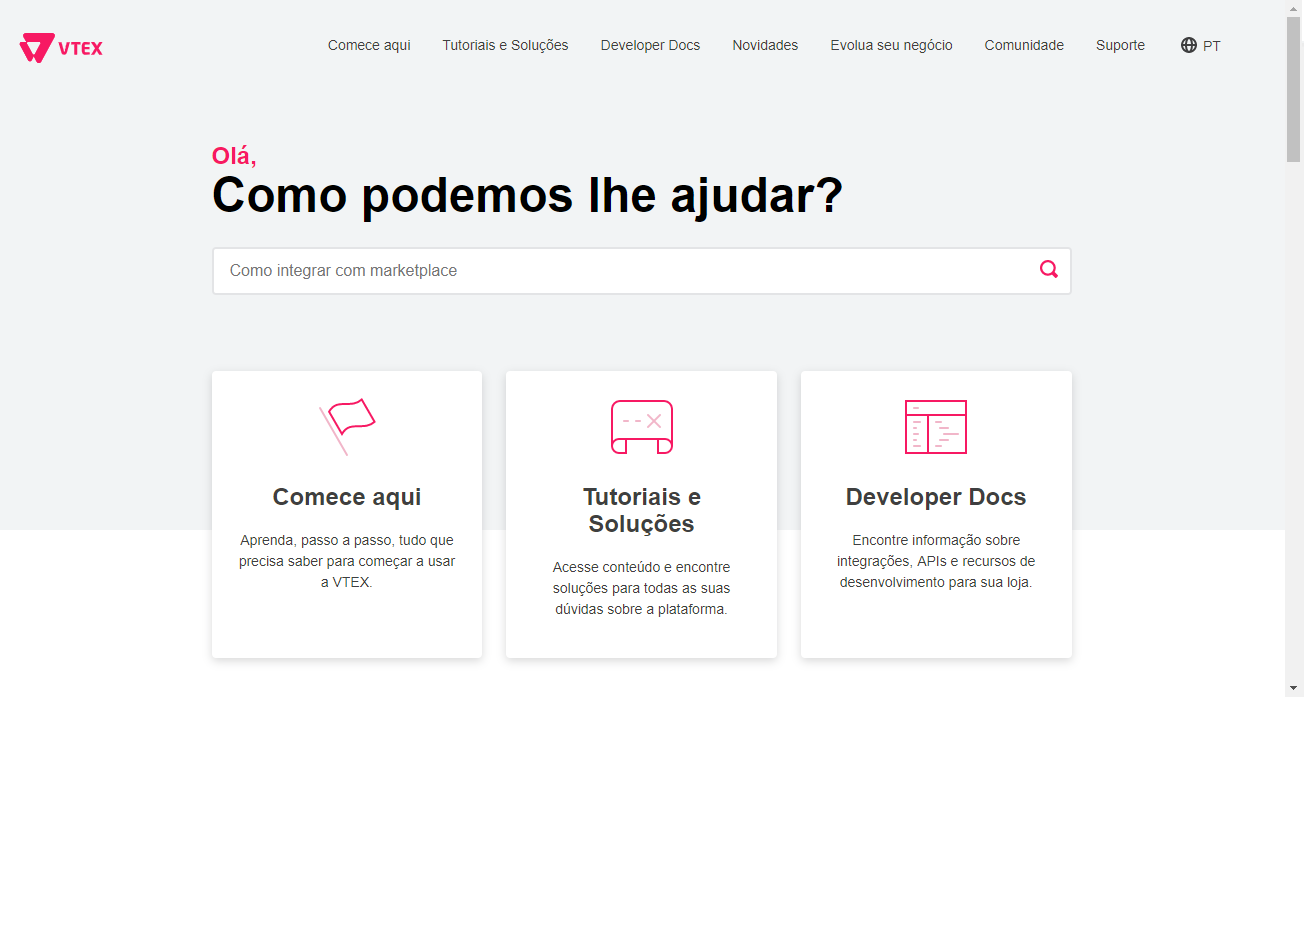 VTEX
Comece aqui
Tutoriais e Soluções
Developer Docs
Novidades
Evolua seu negócio
Comunidade
Suporte
PT
Olá,
Como podemos lhe ajudar?
Como integrar com marketplace
Comece aqui
Aprenda, passo a passo, tudo que
precisa saber para começar a usar
a VTEX.
Tutoriais e
Soluções
Acesse conteúdo e encontre
soluções para todas as suas
dúvidas sobre a plataforma.
Developer Docs
Encontre informação sobre
integrações, APIs e recursos de
desenvolvimento para sua loja.